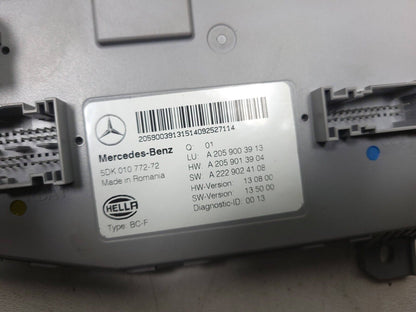 20590039131514092527114
Mercedes-Benz
5DK 010 772-72
Made in Romania
HELLA
Type: BC-F
Q: 01
LU: A 205 900 39 13
HW: A 205 901 39 04
SW: A 222 902 41 08
HW-Version: 13 08 00
SW-Version: 13 50 00
Diagnostic-ID: 00 13